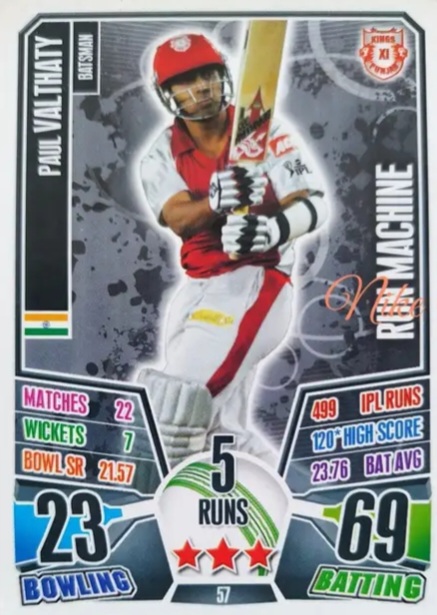 PAUL VALTHATY
BATSMAN
KINGS
XI
PUNJAB
RUN MACHINE
Nike
MATCHES 22
WICKETS 7
BOWL SR 21.57
499 IPL RUNS
120* HIGH SCORE
23.76 BAT AVG
5
RUNS
23
BOWLING
69
BATTING
57